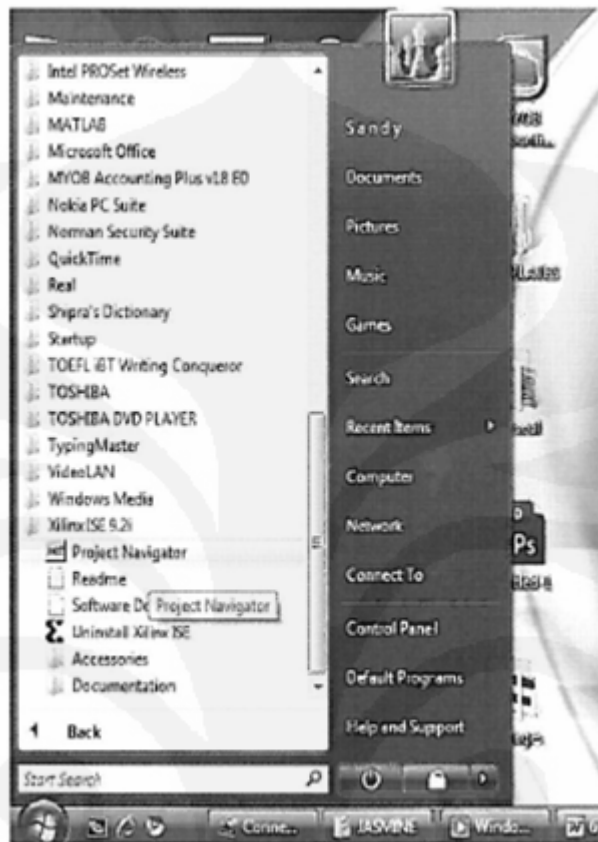 Intel PROSet Wireless
Maintenance
MATLAB
Microsoft Office
MYOB Accounting Plus v18 ED
Nokia PC Suite
Norman Security Suite
QuickTime
Real
Shipra's Dictionary
Startup
TOEFL iBT Writing Conqueror
TOSHIBA
TOSHIBA DVD PLAYER
TypingMaster
VideoLAN
Windows Media
Xilinx ISE 9.2i
Project Navigator
Readme
Software
Project Navigator
Uninstall Xilinx ISE
Accessories
Documentation
Back
Start Search
Sandy
Documents
Pictures
Music
Games
Search
Recent Items
Computer
Network
Connect To
Control Panel
Default Programs
Help and Support
Ps
Conne...
JASMINE
Windo...